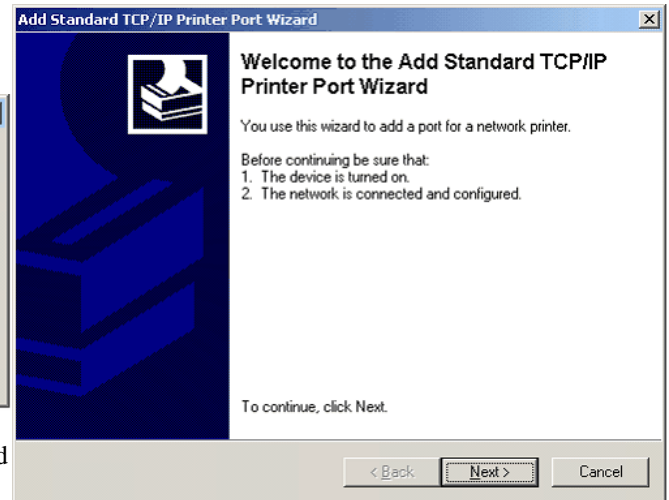 Add Standard TCP/IP Printer Port Wizard
Welcome to the Add Standard TCP/IP
Printer Port Wizard
You use this wizard to add a port for a network printer.
Before continuing be sure that:
1. The device is turned on.
2. The network is connected and configured.
To continue, click Next.
d
< Back
Next >
Cancel